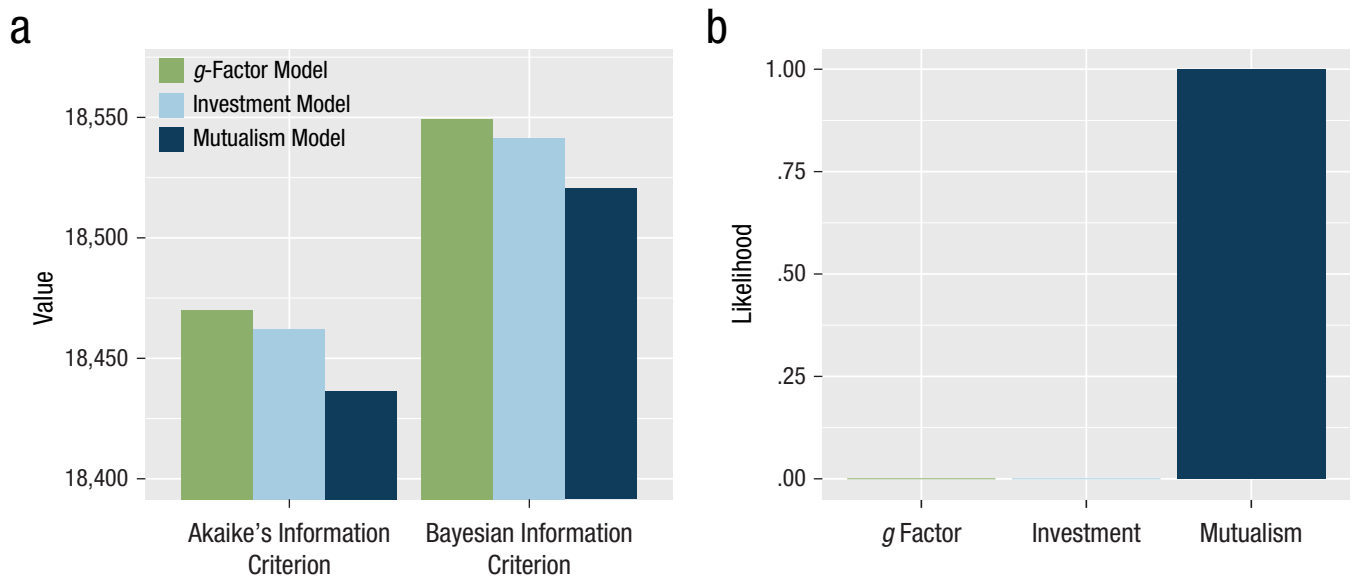 a
g-Factor Model
Investment Model
Mutualism Model
18,550
18,500
18,450
18,400
Value
Akaike’s Information
Criterion
Bayesian Information
Criterion
b
1.00
.75
.50
.25
.00
Likelihood
g Factor
Investment
Mutualism